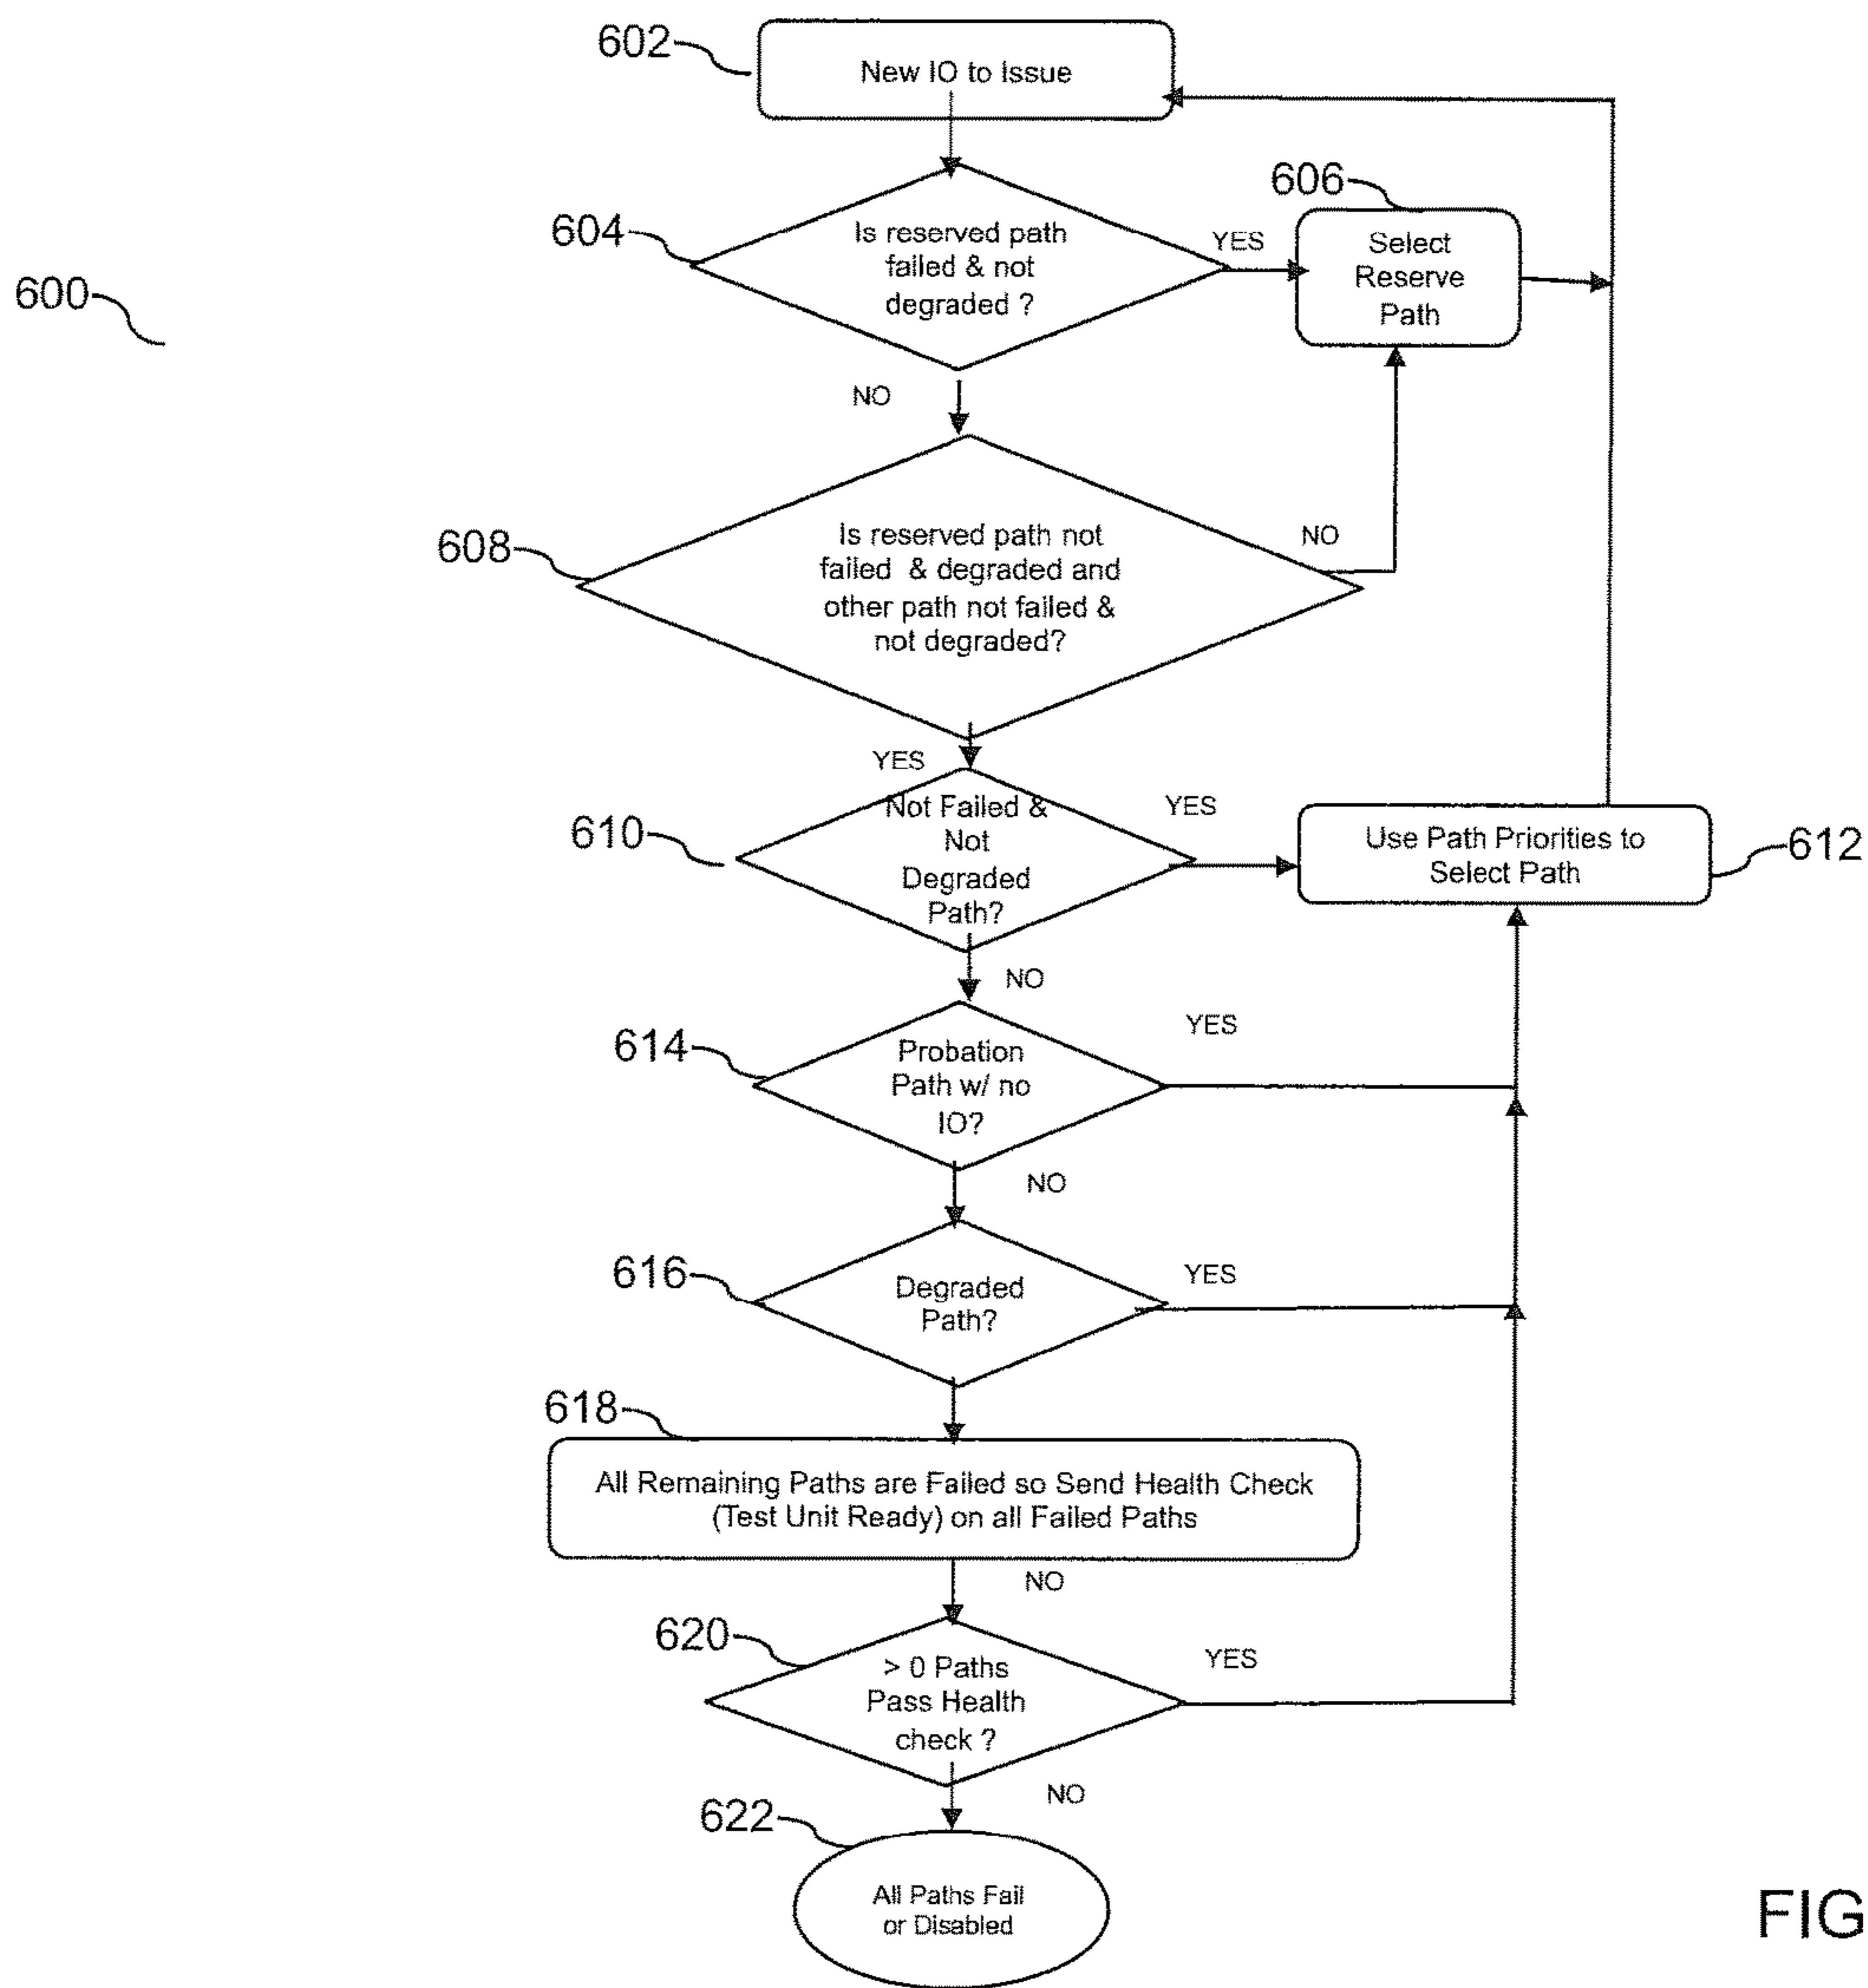 602
New IO to Issue
606
604
Is reserved path
failed & not
degraded ?
YES
Select
Reserve
Path
600
NO
608
Is reserved path not
failed & degraded and
other path not failed &
not degraded?
NO
YES
610
Not Failed &
Not
Degraded
Path?
YES
Use Path Priorities to
Select Path
612
NO
614
Probation
Path w/ no
IO?
YES
NO
616
Degraded
Path?
YES
618
All Remaining Paths are Failed so Send Health Check
(Test Unit Ready) on all Failed Paths
NO
620
> 0 Paths
Pass Health
check ?
YES
NO
622
All Paths Fail
or Disabled
FIG